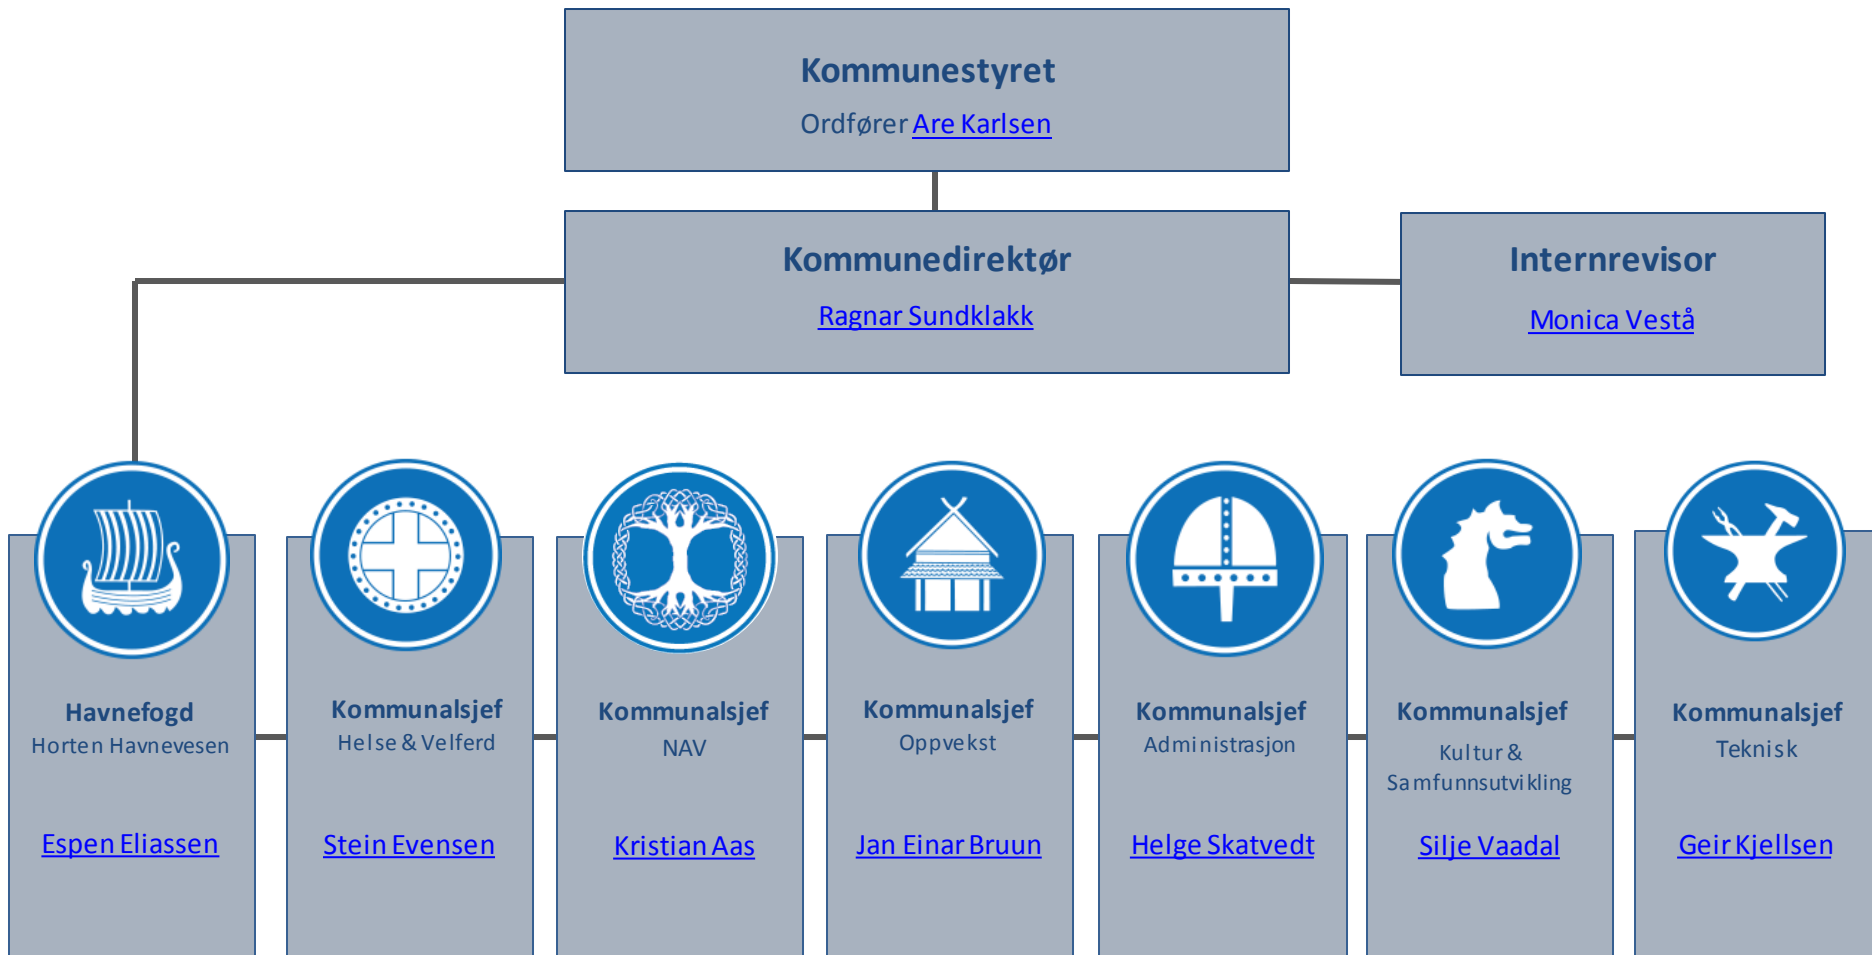 Kommunestyret
Ordfører Are Karlsen
Kommunedirektør
Ragnar Sundklakk
Internrevisor
Monica Vestå
Havnefogd
Horten Havnevesen
Espen Eliassen
Kommunalsjef
Helse & Velferd
Stein Evensen
Kommunalsjef
NAV
Kristian Aas
Kommunalsjef
Oppvekst
Jan Einar Bruun
Kommunalsjef
Administrasjon
Helge Skatvedt
Kommunalsjef
Kultur &
Samfunnsutvikling
Silje Vaadal
Kommunalsjef
Teknisk
Geir Kjellsen